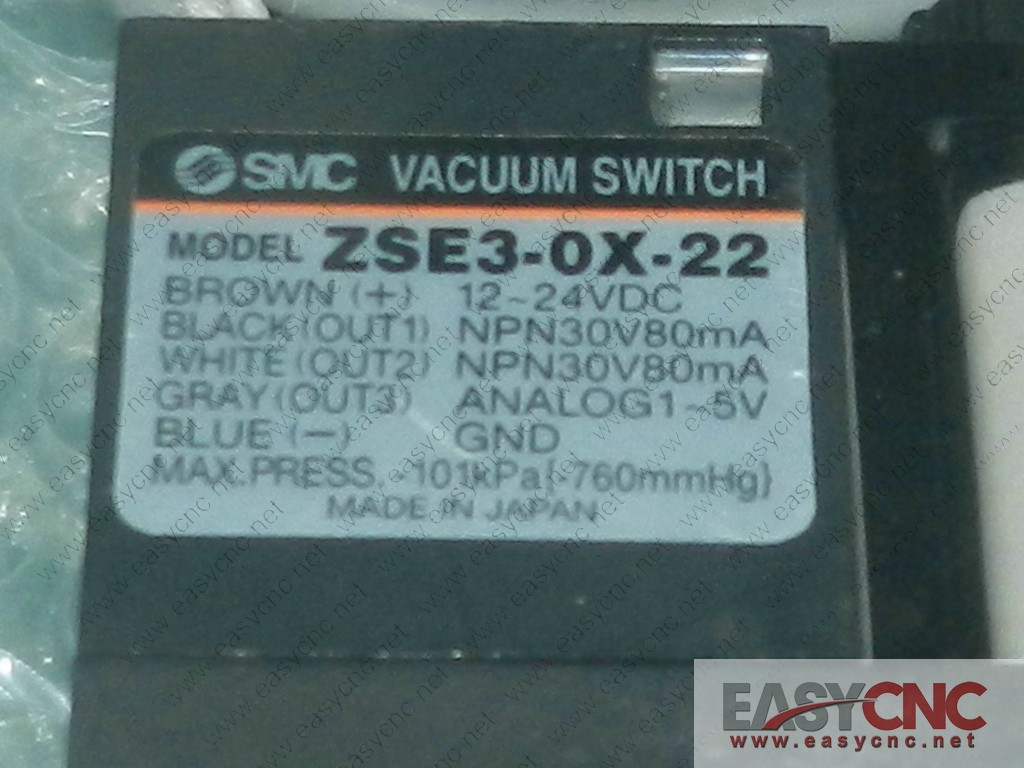 SMC VACUUM SWITCH
MODEL ZSE3-0X-22
BROWN (+) 12~24VDC
BLACK(OUT1) NPN30V80mA
WHITE(OUT2) NPN30V80mA
GRAY(OUT3) ANALOG1~5V
BLUE (−) GND
MAX.PRESS. -101kPa{-760mmHg}
MADE IN JAPAN
EASYCNC
www.easycnc.net